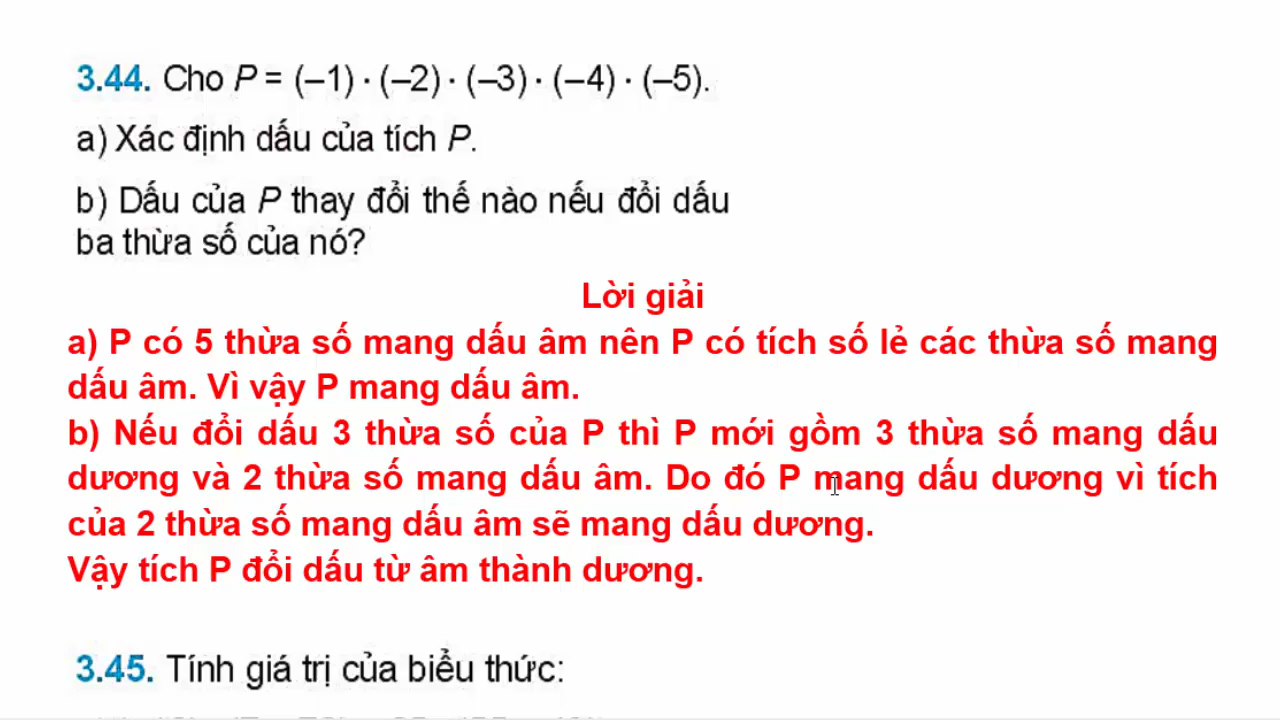 3.44. Cho P = (–1) · (–2) · (–3) · (–4) · (–5).
a) Xác định dấu của tích P.
b) Dấu của P thay đổi thế nào nếu đổi dấu
ba thừa số của nó?
Lời giải
a) P có 5 thừa số mang dấu âm nên P có tích số lẻ các thừa số mang
dấu âm. Vì vậy P mang dấu âm.
b) Nếu đổi dấu 3 thừa số của P thì P mới gồm 3 thừa số mang dấu
dương và 2 thừa số mang dấu âm. Do đó P mang dấu dương vì tích
của 2 thừa số mang dấu âm sẽ mang dấu dương.
Vậy tích P đổi dấu từ âm thành dương.
3.45. Tính giá trị của biểu thức: